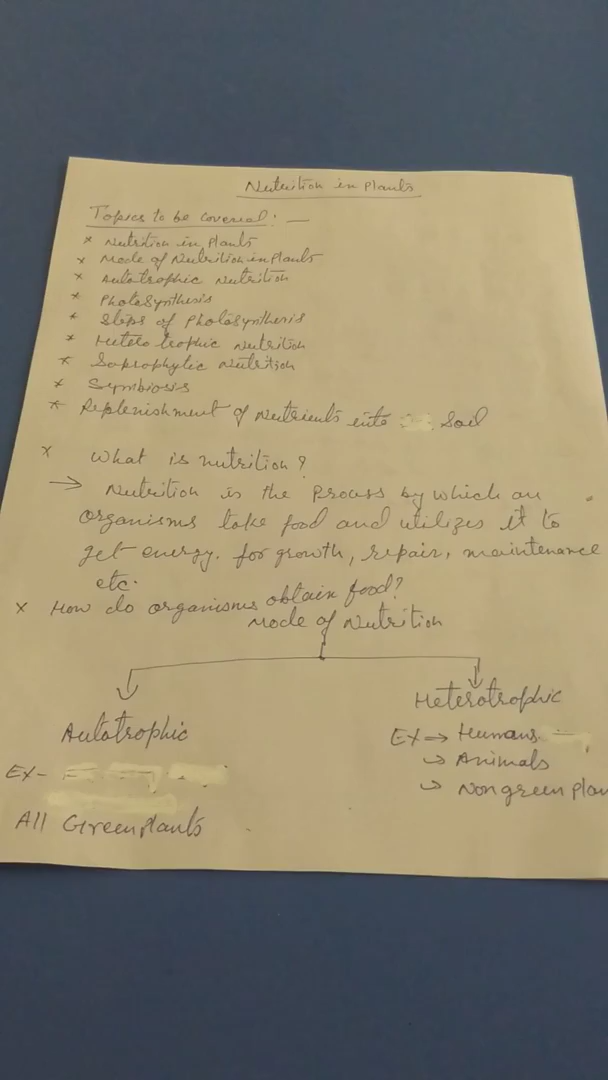 Nutrition in Plants
Topics to be covered: —
× Nutrition in Plants
× Mode of Nutrition in Plants
× Autotrophic Nutrition
* Photosynthesis
* Steps of Photosynthesis
* Heterotrophic Nutrition
* Saprophytic Nutrition
* Symbiosis
* Replenishment of Nutrients into Soil
× What is nutrition?
→ Nutrition is the Process by which an
organisms take food and utilizes it to
get energy. for growth, repair, maintenance
etc.
× How do organisms obtain food?
Mode of Nutrition
Autotrophic
Heterotrophic
Ex -
Ex → Humans
→ Animals
→ Non green plan
All Green plants